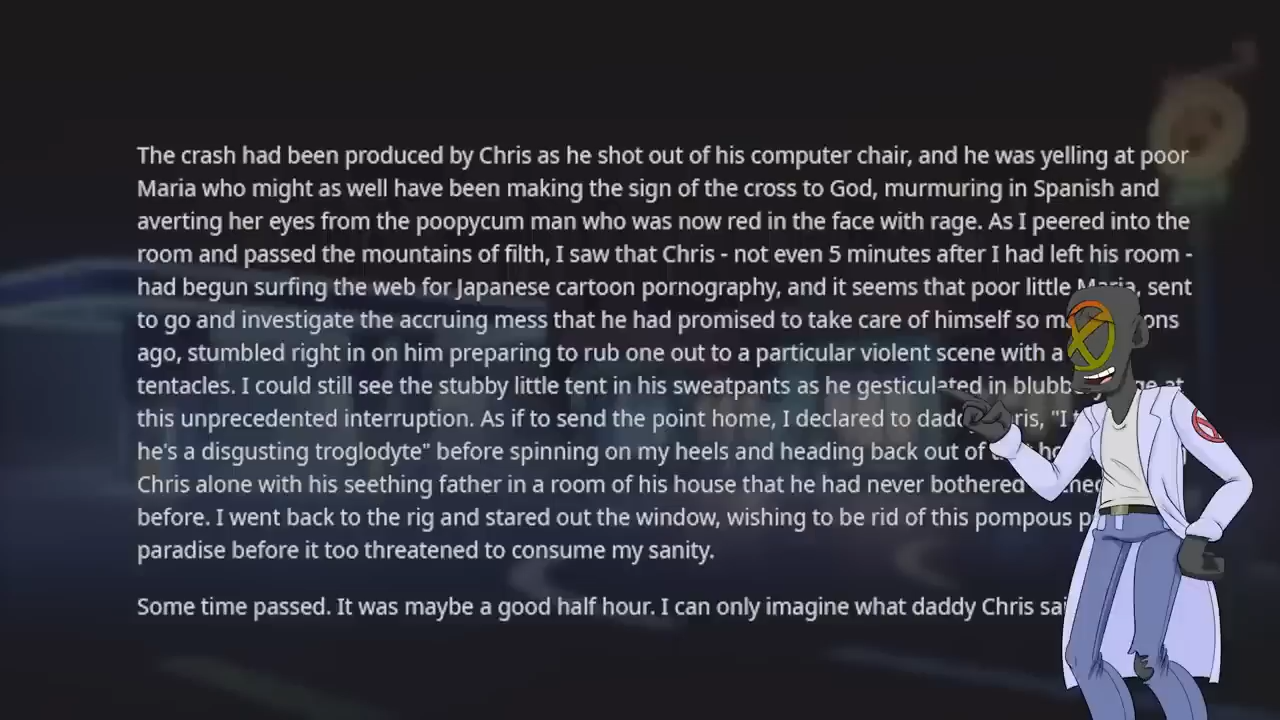 The crash had been produced by Chris as he shot out of his computer chair, and he was yelling at poor
Maria who might as well have been making the sign of the cross to God, murmuring in Spanish and
averting her eyes from the poopycum man who was now red in the face with rage. As I peered into the
room and passed the mountains of filth, I saw that Chris - not even 5 minutes after I had left his room -
had begun surfing the web for Japanese cartoon pornography, and it seems that poor little Maria, sent
to go and investigate the accruing mess that he had promised to take care of himself so
ago, stumbled right in on him preparing to rub one out to a particular violent scene with a
tentacles. I could still see the stubby little tent in his sweatpants as he gesticulated in at
this unprecedented interruption. As if to send the point home, I declared to "I
he's a disgusting troglodyte" before spinning on my heels and heading back out of
Chris alone with his seething father in a room of his house that he had never bothered
before. I went back to the rig and stared out the window, wishing to be rid of this pompous
paradise before it too threatened to consume my sanity.
Some time passed. It was maybe a good half hour. I can only imagine what daddy Chris